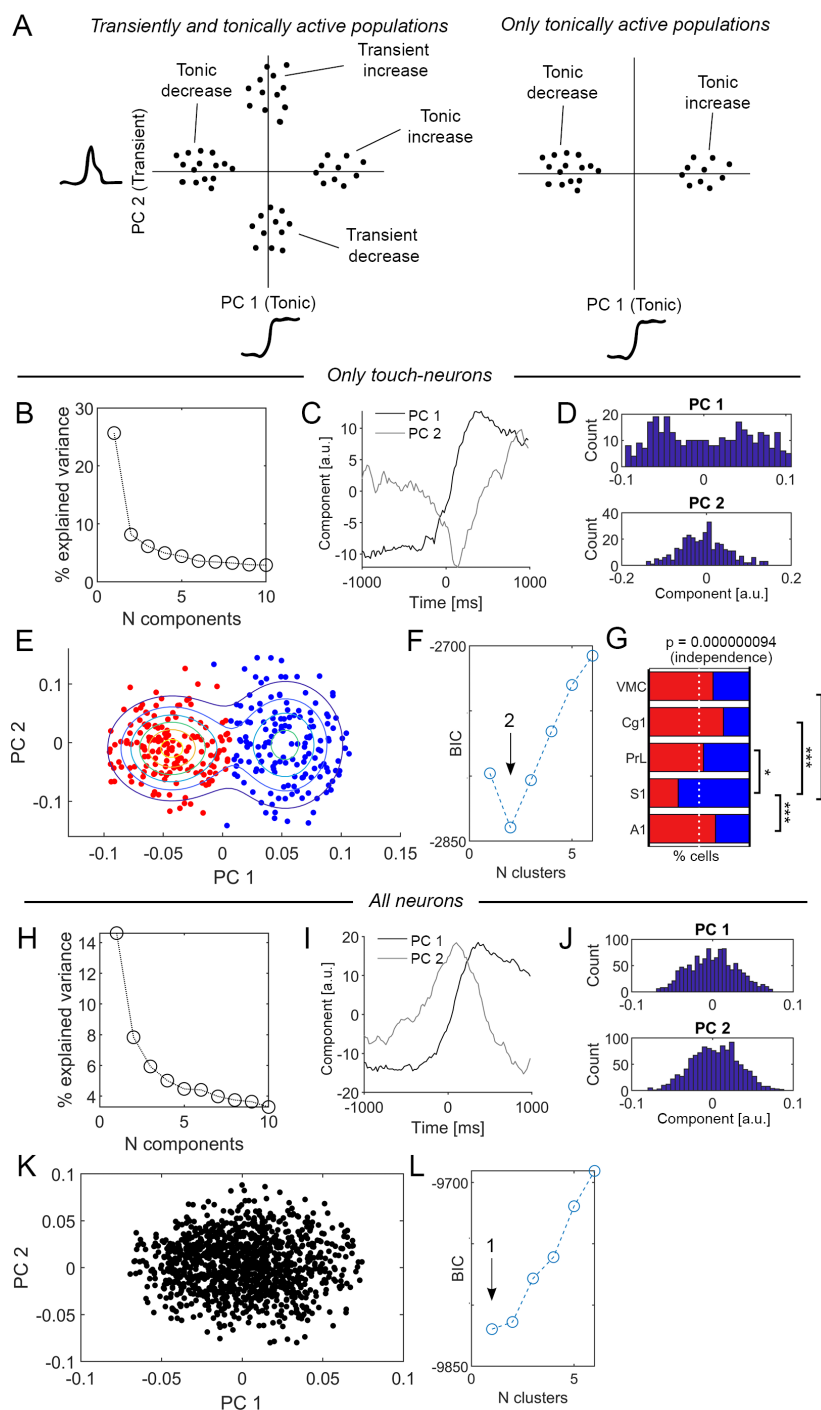 A
Transiently and tonically active populations
Only tonically active populations
Tonic
decrease
Transient
increase
Tonic
increase
Transient
decrease
PC 2 (Transient)
PC 1 (Tonic)
Tonic
decrease
Tonic
increase
PC 1 (Tonic)
Only touch-neurons
B
% explained variance
30
20
10
0
0
5
10
N components
C
PC 1
PC 2
Component [a.u.]
10
5
0
-5
-10
-1000
0
1000
Time [ms]
D
PC 1
Count
20
10
0
-0.1
0
0.1
PC 2
Count
40
20
0
-0.2
0
0.2
Component [a.u.]
E
PC 2
0.1
0
-0.1
-0.1
-0.05
0
0.05
0.1
0.15
PC 1
F
BIC
-2700
-2850
2
0
5
N clusters
G
p = 0.000000094
(independence)
VMC
Cg1
PrL
S1
A1
% cells
*
***
***
All neurons
H
% explained variance
14
12
10
8
6
4
0
5
10
N components
I
PC 1
PC 2
Component [a.u.]
20
10
0
-10
-20
-1000
0
1000
Time [ms]
J
PC 1
Count
100
50
0
-0.1
0
0.1
PC 2
Count
100
50
0
-0.1
0
0.1
Component [a.u.]
K
PC 2
0.1
0.05
0
-0.05
-0.1
-0.1
-0.05
0
0.05
0.1
PC 1
L
BIC
-9700
-9850
1
0
5
N clusters